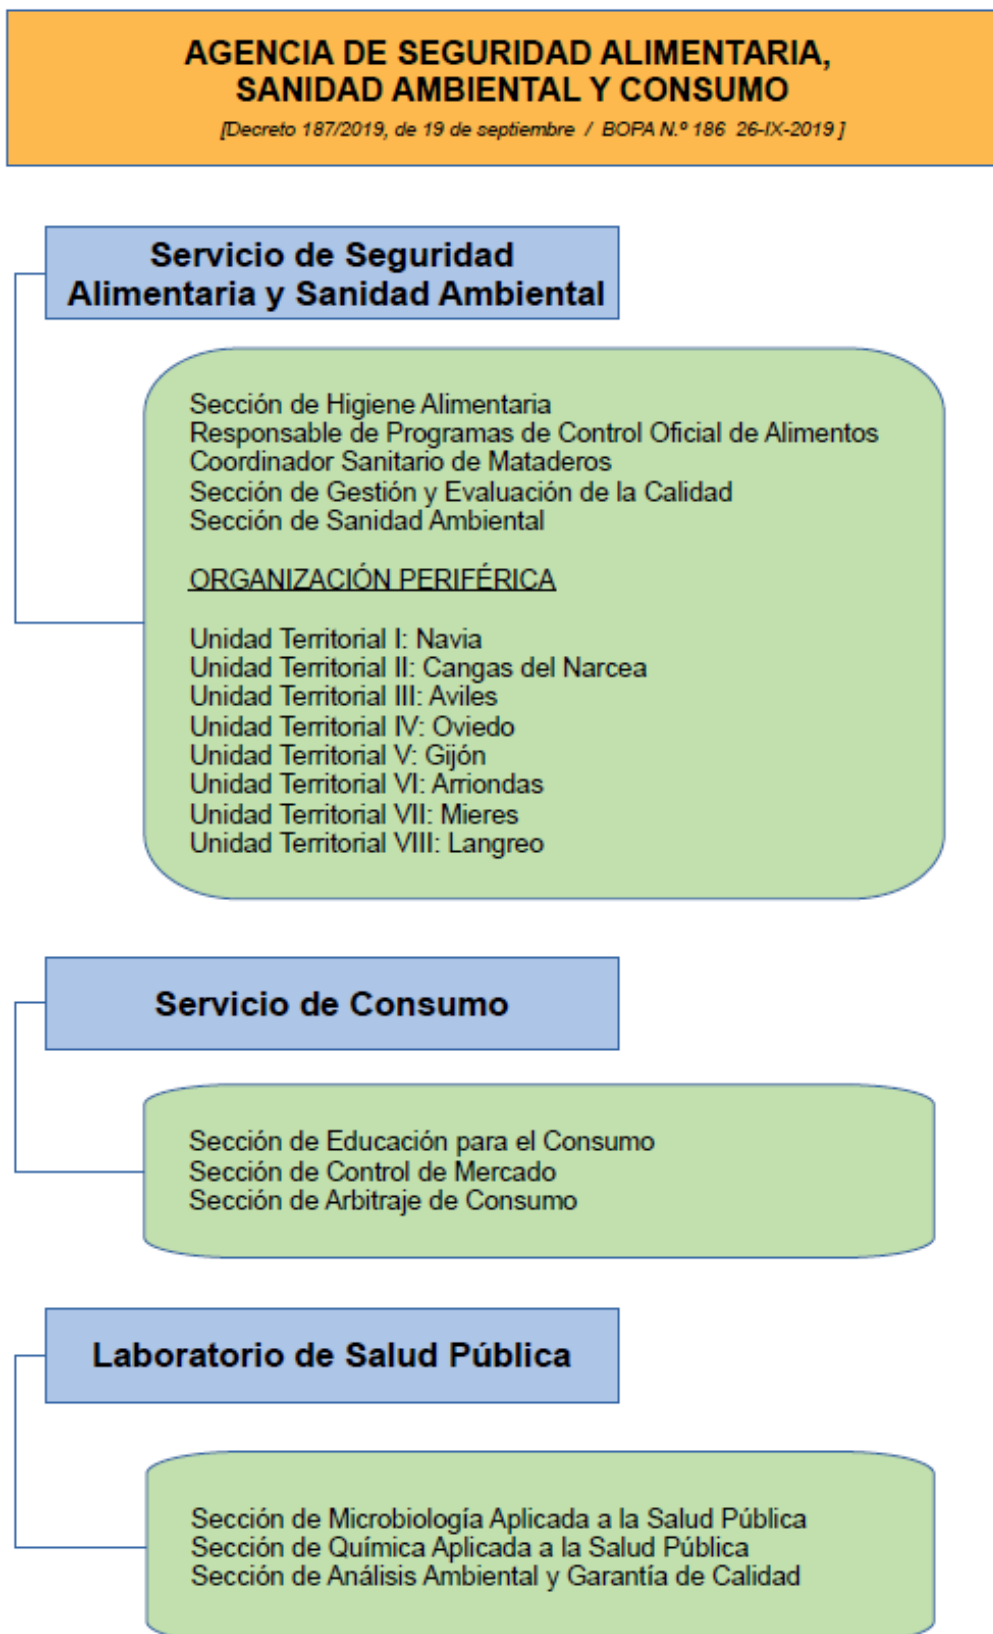 AGENCIA DE SEGURIDAD ALIMENTARIA,
SANIDAD AMBIENTAL Y CONSUMO
[Decreto 187/2019, de 19 de septiembre / BOPA N.º 186 26-IX-2019 ]
Servicio de Seguridad
Alimentaria y Sanidad Ambiental
Sección de Higiene Alimentaria
Responsable de Programas de Control Oficial de Alimentos
Coordinador Sanitario de Mataderos
Sección de Gestión y Evaluación de la Calidad
Sección de Sanidad Ambiental
ORGANIZACIÓN PERIFÉRICA
Unidad Territorial I: Navia
Unidad Territorial II: Cangas del Narcea
Unidad Territorial III: Aviles
Unidad Territorial IV: Oviedo
Unidad Territorial V: Gijón
Unidad Territorial VI: Arriondas
Unidad Territorial VII: Mieres
Unidad Territorial VIII: Langreo
Servicio de Consumo
Sección de Educación para el Consumo
Sección de Control de Mercado
Sección de Arbitraje de Consumo
Laboratorio de Salud Pública
Sección de Microbiología Aplicada a la Salud Pública
Sección de Química Aplicada a la Salud Pública
Sección de Análisis Ambiental y Garantía de Calidad